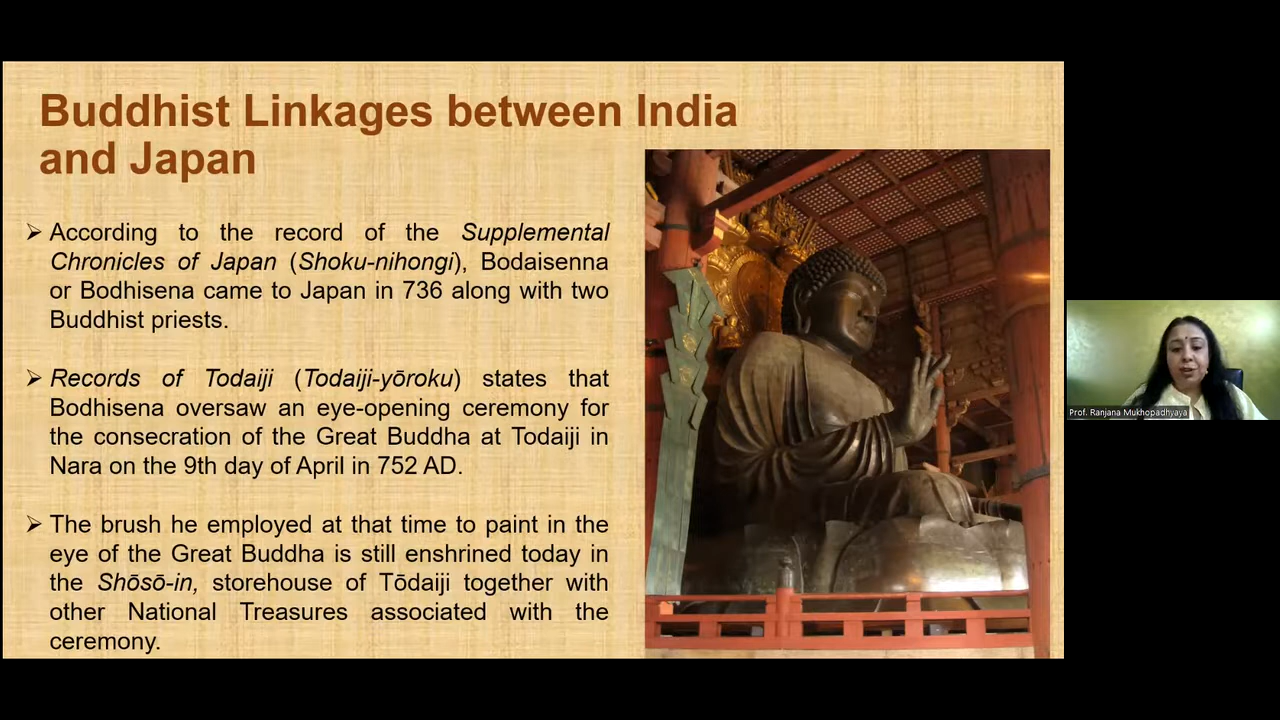 Buddhist Linkages between India
and Japan
➢ According to the record of the Supplemental
Chronicles of Japan (Shoku-nihongi), Bodaisenna
or Bodhisena came to Japan in 736 along with two
Buddhist priests.
➢ Records of Todaiji (Todaiji-yōroku) states that
Bodhisena oversaw an eye-opening ceremony for
the consecration of the Great Buddha at Todaiji in
Nara on the 9th day of April in 752 AD.
➢ The brush he employed at that time to paint in the
eye of the Great Buddha is still enshrined today in
the Shōsō-in, storehouse of Tōdaiji together with
other National Treasures associated with the
ceremony.
Prof. Ranjana Mukhopadhyaya